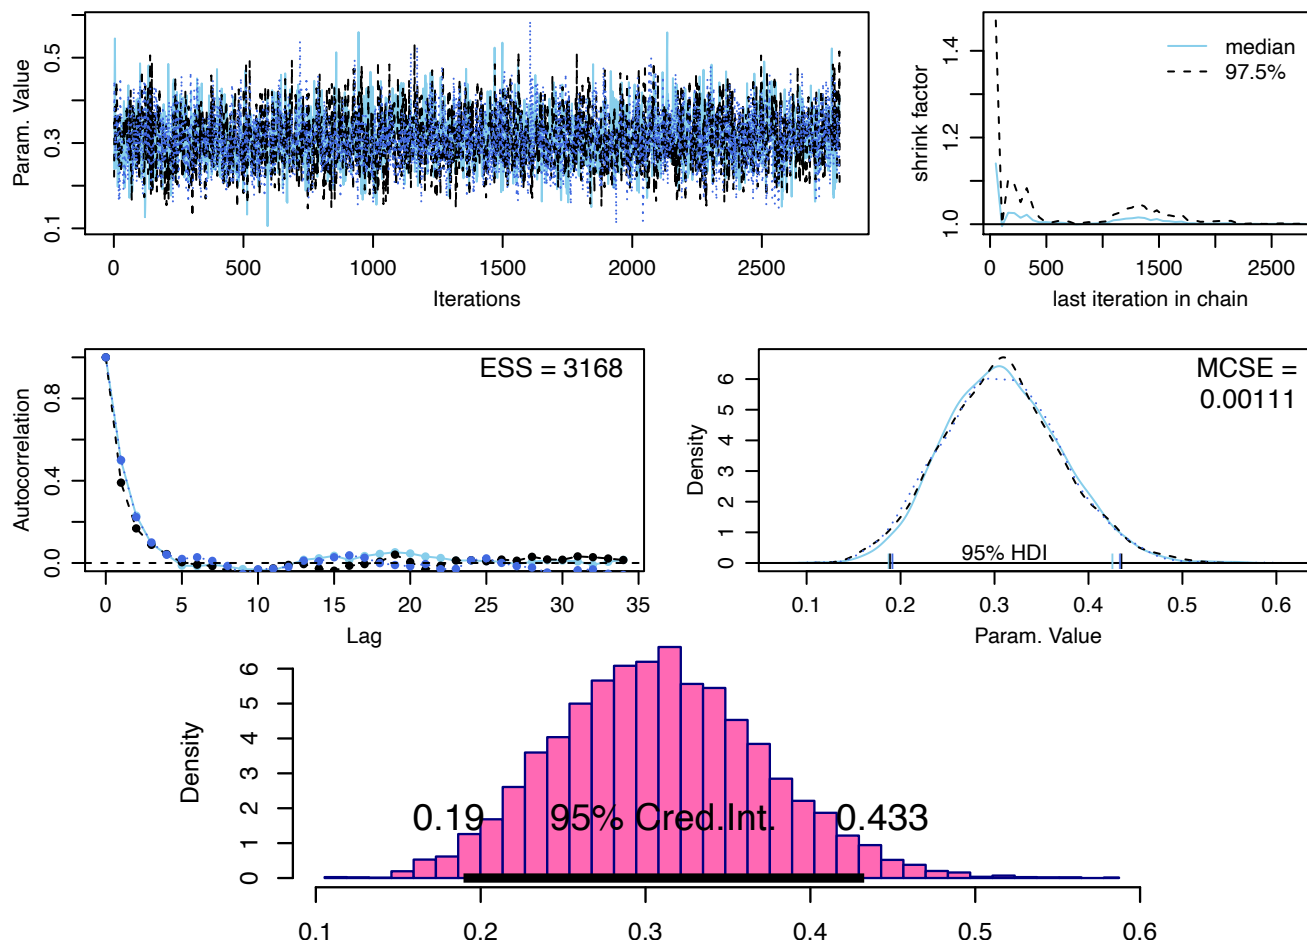 Param. Value
0.1 0.3 0.5
0 500 1000 1500 2000 2500
Iterations
shrink factor
1.0 1.2 1.4
median
97.5%
0 500 1500 2500
last iteration in chain
Autocorrelation
0.0 0.4 0.8
ESS = 3168
0 5 10 15 20 25 30 35
Lag
Density
0 1 2 3 4 5 6
MCSE =
0.00111
95% HDI
0.1 0.2 0.3 0.4 0.5 0.6
Param. Value
Density
0 1 2 3 4 5 6
0.19 95% Cred.Int. 0.433
0.1 0.2 0.3 0.4 0.5 0.6